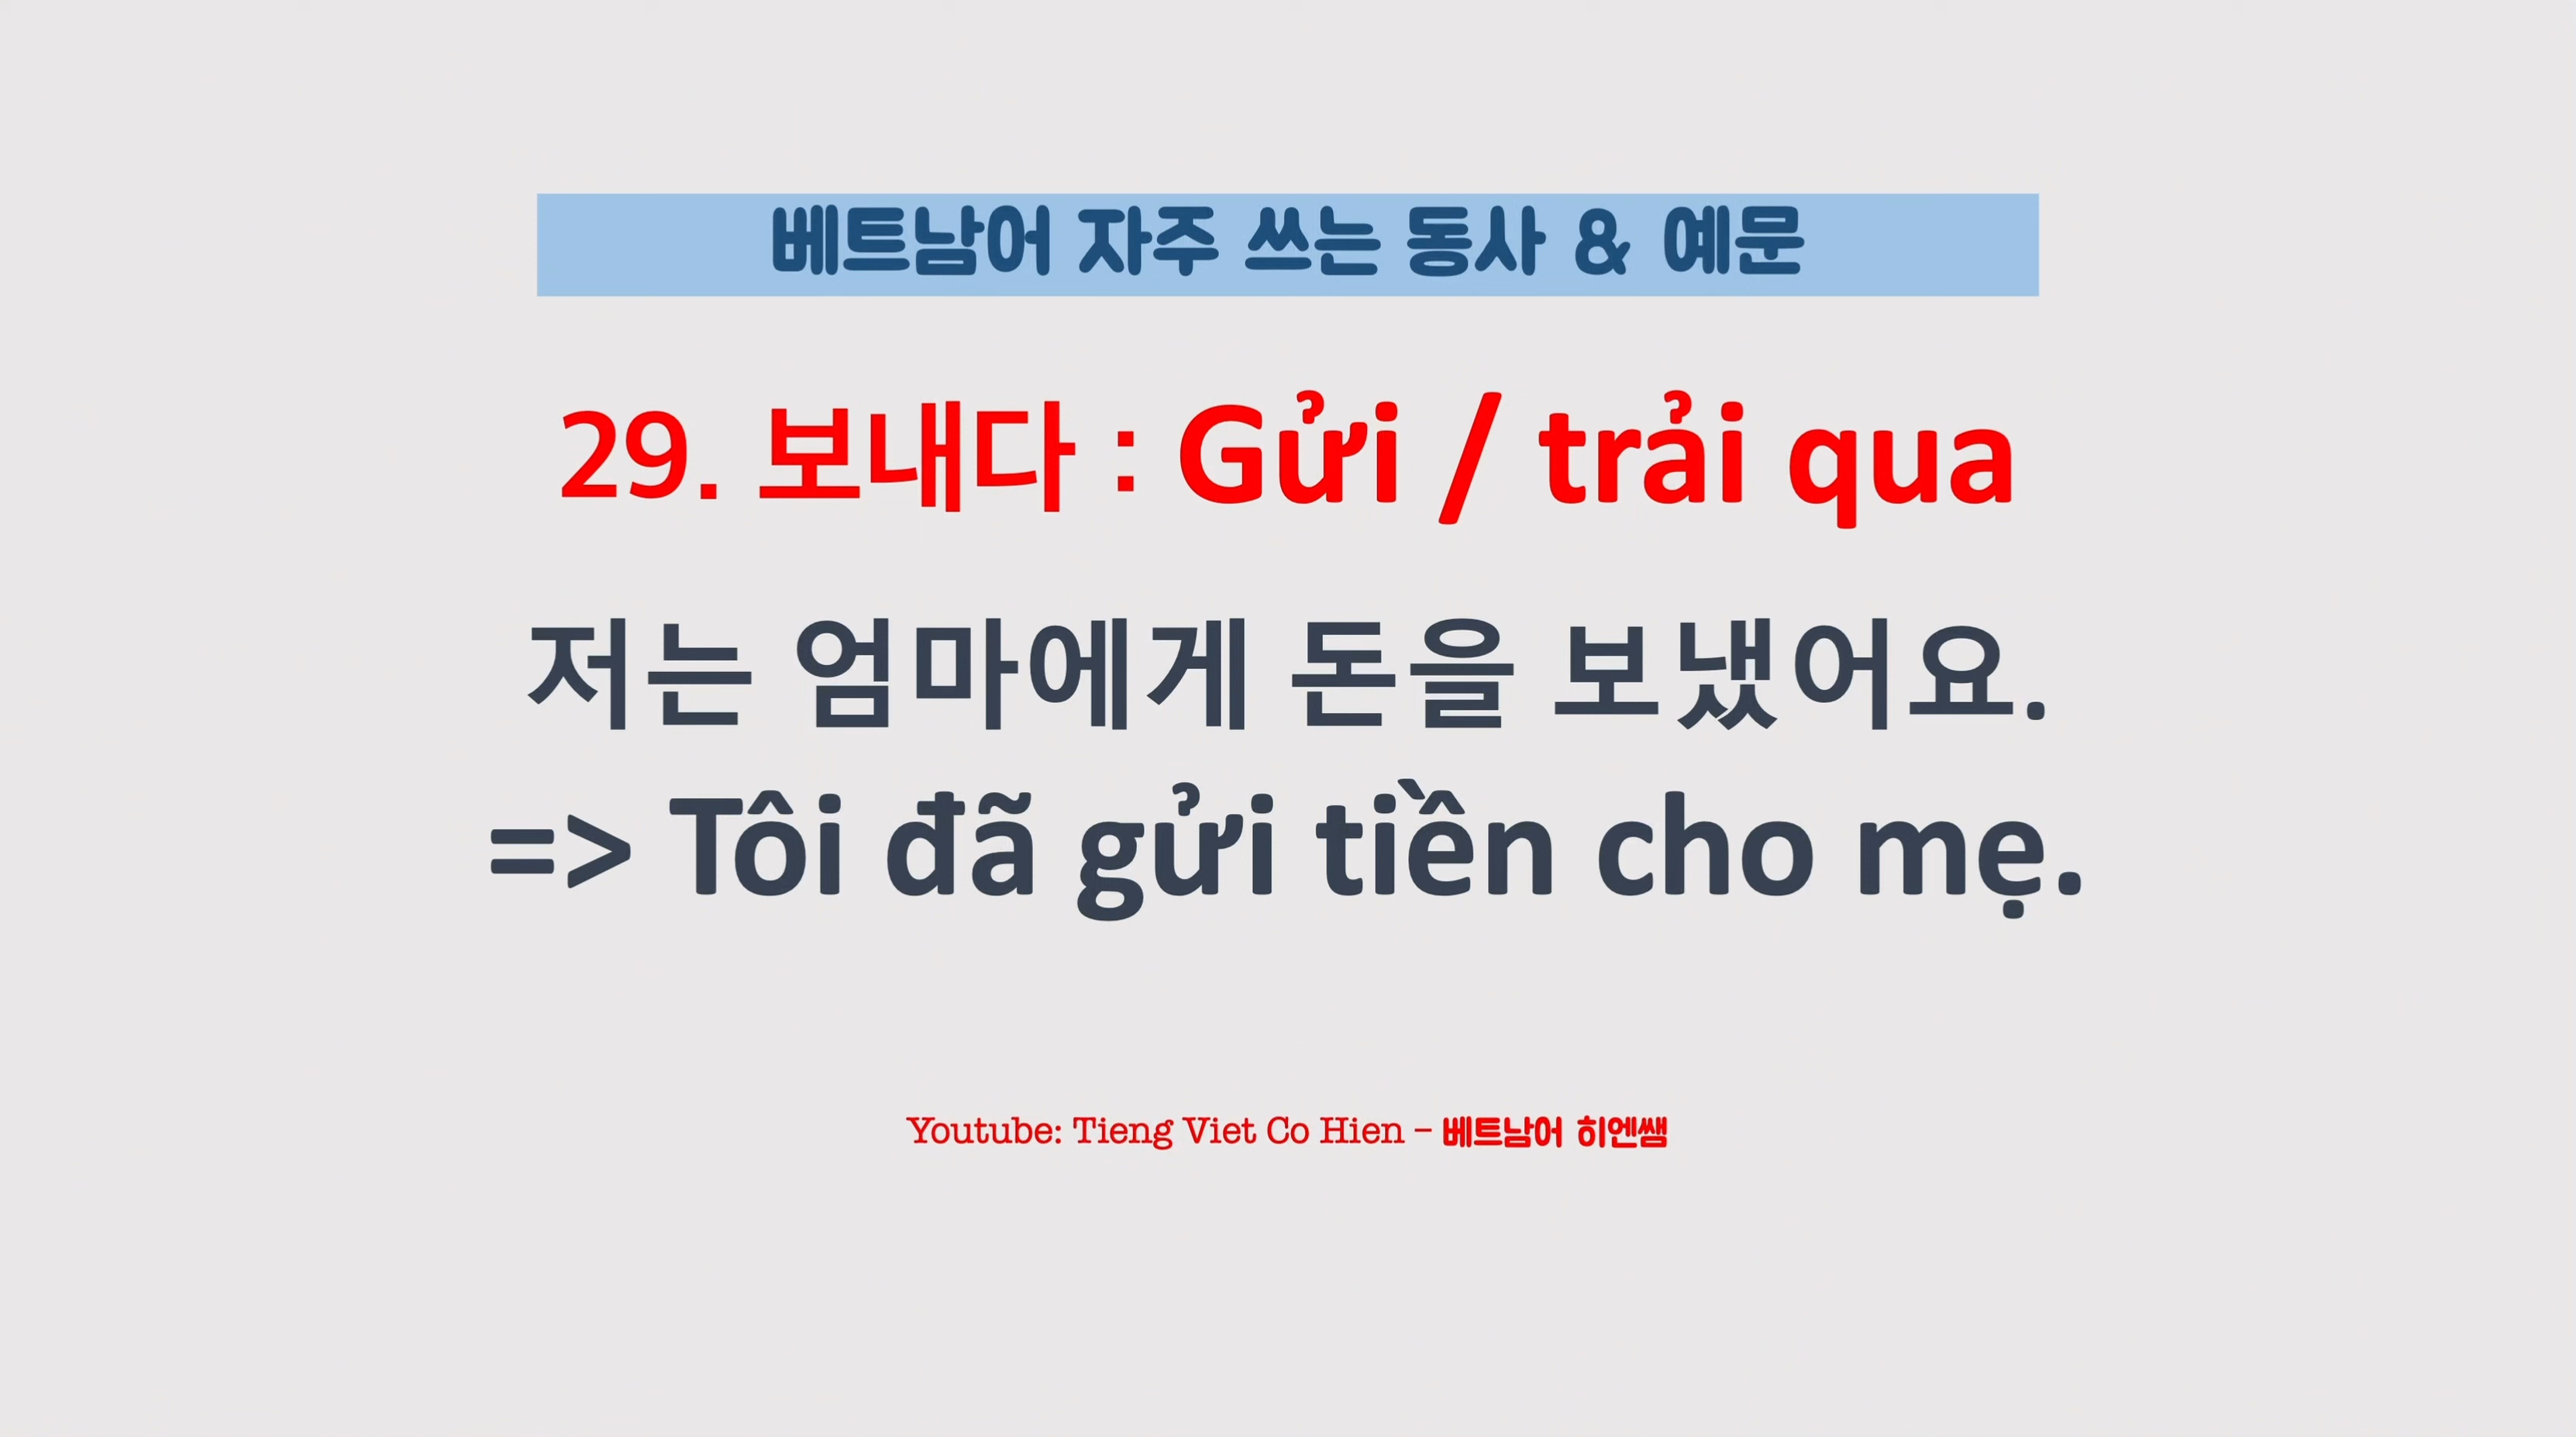 베트남어 자주 쓰는 동사 & 예문
29. 보내다 : Gửi / trải qua
저는 엄마에게 돈을 보냈어요.
=> Tôi đã gửi tiền cho mẹ.
Youtube: Tieng Viet Co Hien – 베트남어 히엔쌤